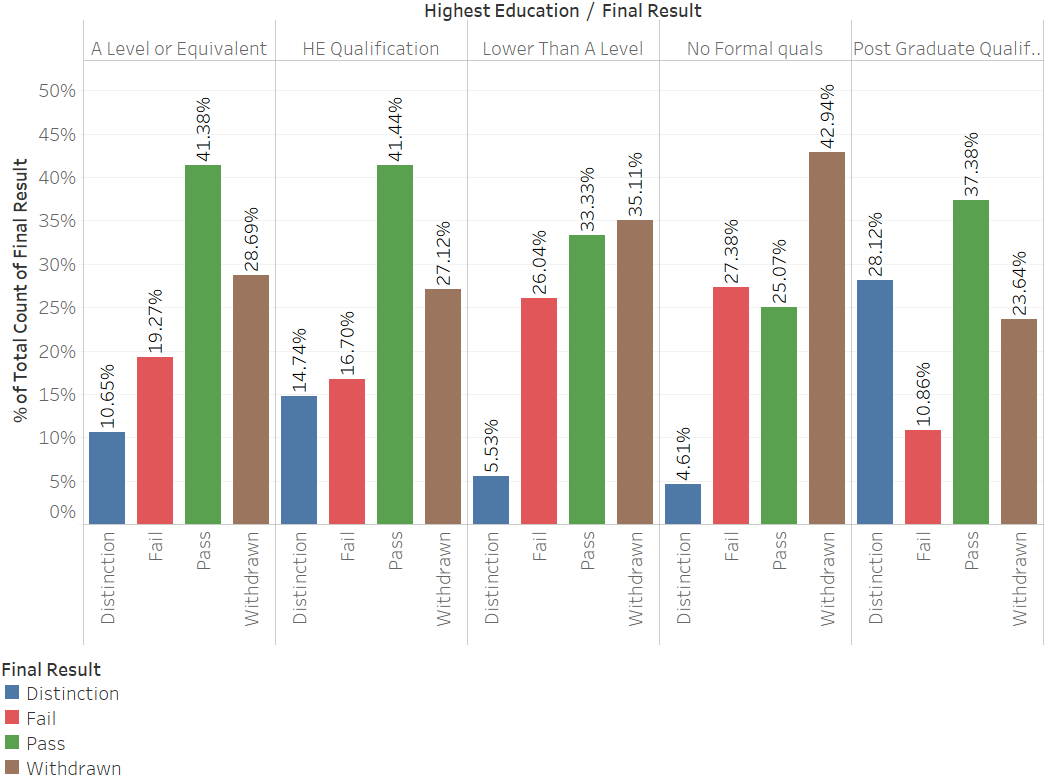 Highest Education / Final Result
A Level or Equivalent
HE Qualification
Lower Than A Level
No Formal quals
Post Graduate Qualif..
% of Total Count of Final Result
50%
45%
40%
35%
30%
25%
20%
15%
10%
5%
0%
10.65%
19.27%
41.38%
28.69%
14.74%
16.70%
41.44%
27.12%
5.53%
26.04%
33.33%
35.11%
4.61%
27.38%
25.07%
42.94%
28.12%
10.86%
37.38%
23.64%
Distinction
Fail
Pass
Withdrawn
Distinction
Fail
Pass
Withdrawn
Distinction
Fail
Pass
Withdrawn
Distinction
Fail
Pass
Withdrawn
Distinction
Fail
Pass
Withdrawn
Final Result
Distinction
Fail
Pass
Withdrawn